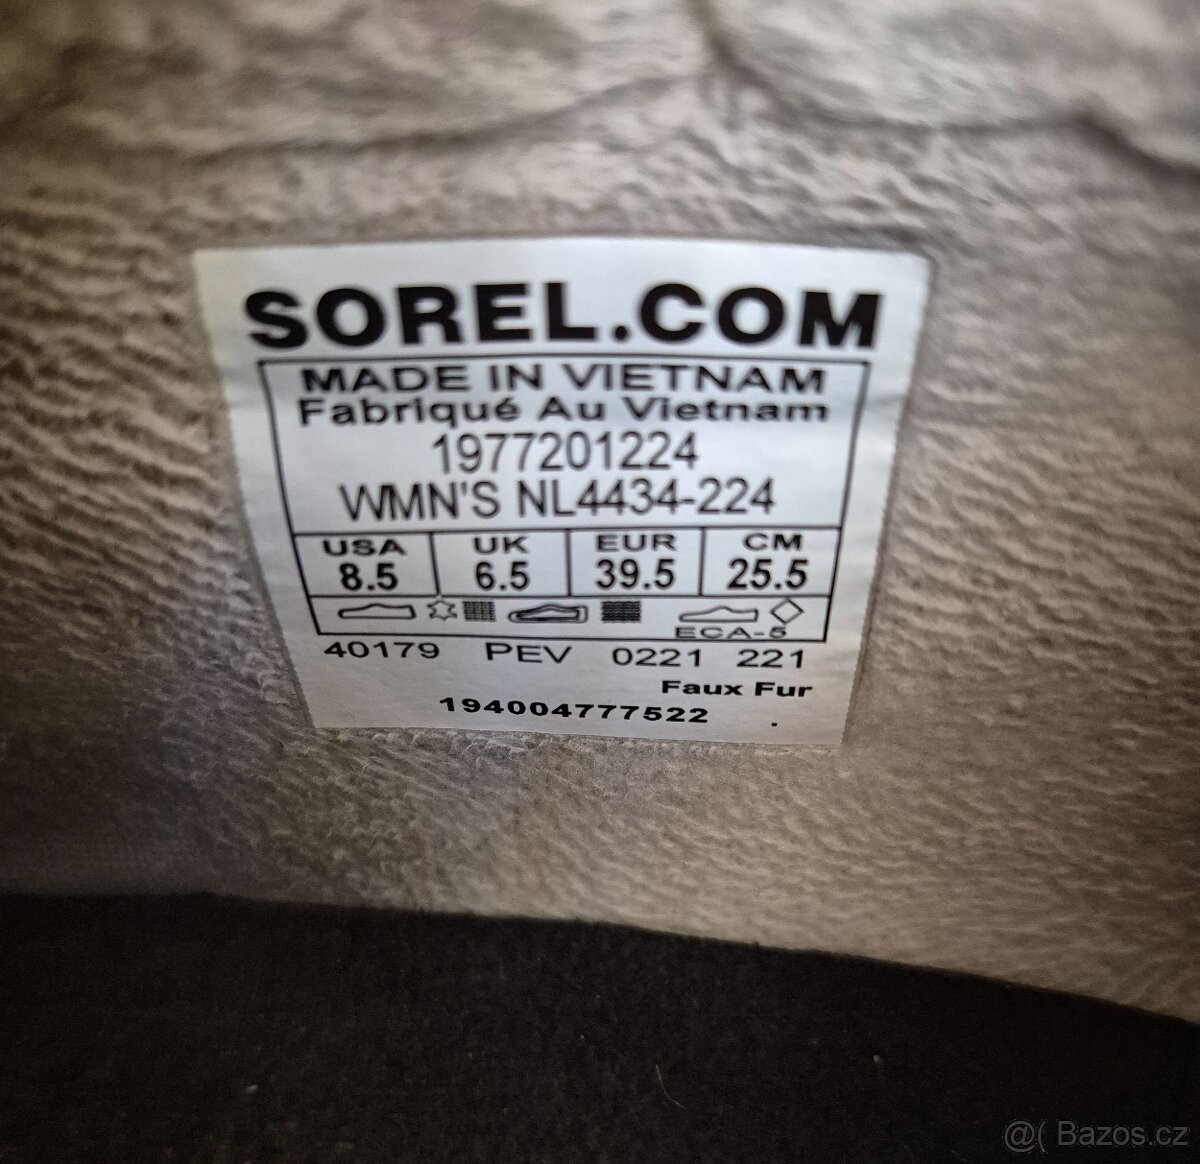 SOREL.COM
MADE IN VIETNAM
Fabriqué Au Vietnam
1977201224
WMN'S NL4434-224
USA UK EUR CM
8.5 6.5 39.5 25.5
ECA-5
40179 PEV 0221 221
Faux Fur
194004777522 .
@( Bazos.cz